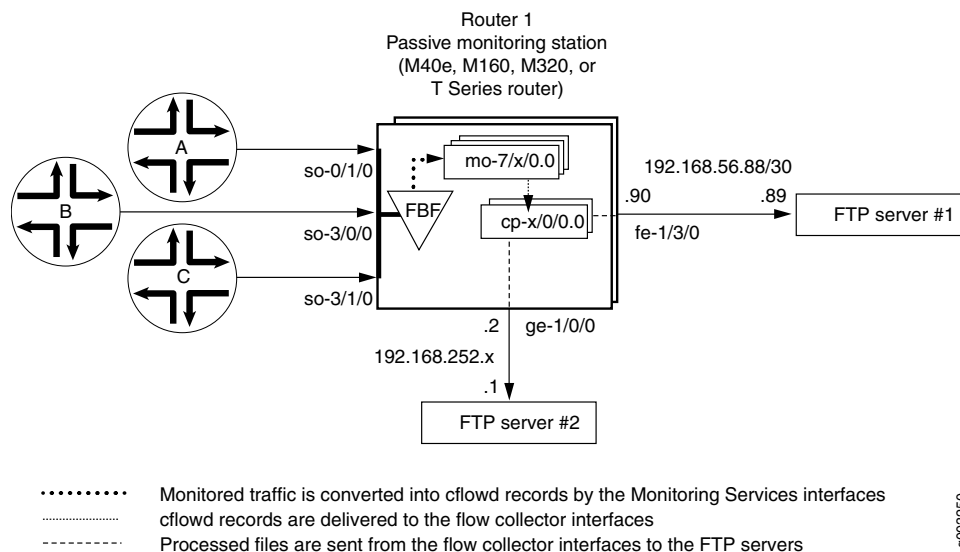 Router 1
Passive monitoring station
(M40e, M160, M320, or
T Series router)
A
so-0/1/0
B
so-3/0/0
C
so-3/1/0
FBF
mo-7/x/0.0
cp-x/0/0.0
192.168.56.88/30
.90
.89
fe-1/3/0
FTP server #1
.2
ge-1/0/0
192.168.252.x
.1
FTP server #2
Monitored traffic is converted into cflowd records by the Monitoring Services interfaces
cflowd records are delivered to the flow collector interfaces
Processed files are sent from the flow collector interfaces to the FTP servers